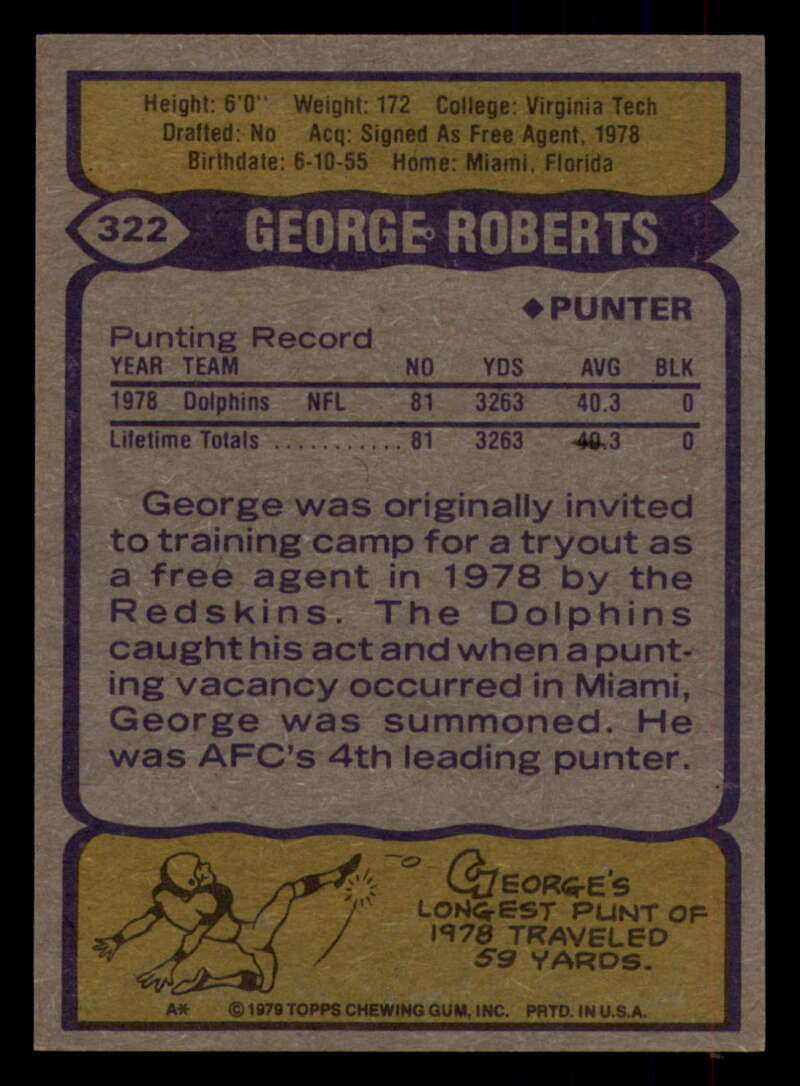 Height: 6'0" Weight: 172 College: Virginia Tech
Drafted: No Acq: Signed As Free Agent, 1978
Birthdate: 6-10-55 Home: Miami, Florida
322 GEORGE ROBERTS
◆PUNTER
Punting Record
YEAR TEAM NO YDS AVG BLK
1978 Dolphins NFL 81 3263 40.3 0
Lifetime Totals ........... 81 3263 40.3 0
George was originally invited
to training camp for a tryout as
a free agent in 1978 by the
Redskins. The Dolphins
caught his act and when a punt-
ing vacancy occurred in Miami,
George was summoned. He
was AFC's 4th leading punter.
GEORGE'S
LONGEST PUNT OF
1978 TRAVELED
59 YARDS.
A* ©1979 TOPPS CHEWING GUM, INC. PRTD. IN U.S.A.